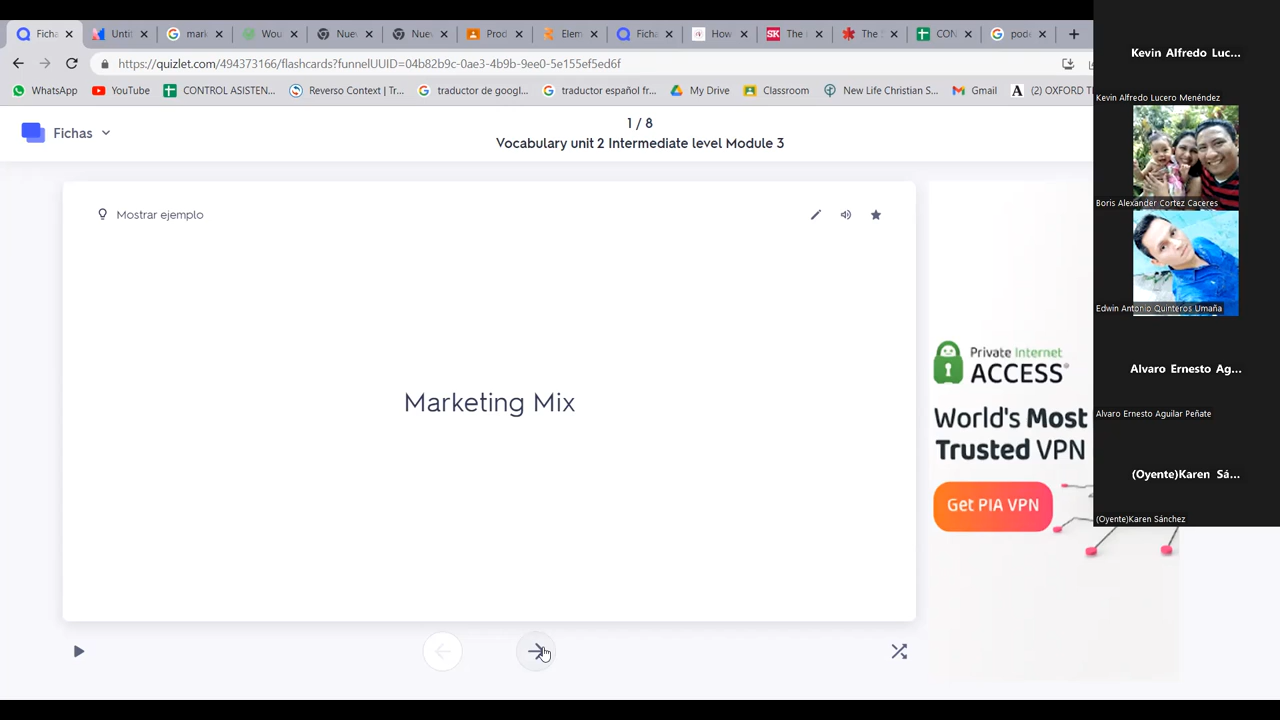 Ficha
Untit
mark
Wou
Nuev
Nuev
Prod
Elem
Ficha
How
SK
The
The
CON
pode
https://quizlet.com/494373166/flashcards?funnelUUID=04b82b9c-0ae3-4b9b-9ee0-5e155ef5ed6f
WhatsApp
YouTube
CONTROL ASISTEN...
Reverso Context | Tr...
traductor de googl...
traductor español fr...
My Drive
Classroom
New Life Christian S...
Gmail
A
(2) OXFORD
Fichas
1 / 8
Vocabulary unit 2 Intermediate level Module 3
Mostrar ejemplo
Marketing Mix
Private Internet
ACCESS®
World's Most
Trusted VPN
Get PIA VPN
Kevin Alfredo Luc...
Kevin Alfredo Lucero Menéndez
Boris Alexander Cortez Caceres
Edwin Antonio Quinteros Umaña
Alvaro Ernesto Ag...
Alvaro Ernesto Aguilar Peñate
(Oyente)Karen Sá...
(Oyente)Karen Sánchez